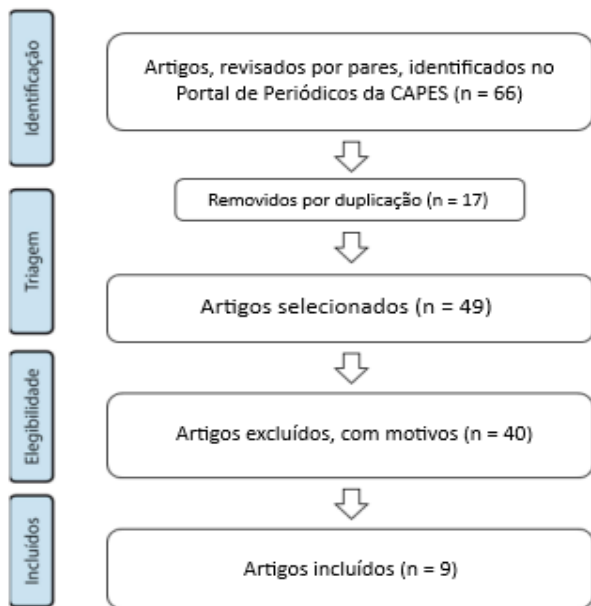 Identificação
Artigos, revisados por pares, identificados no
Portal de Periódicos da CAPES (n = 66)
Removidos por duplicação (n = 17)
Triagem
Artigos selecionados (n = 49)
Elegibilidade
Artigos excluídos, com motivos (n = 40)
Incluídos
Artigos incluídos (n = 9)